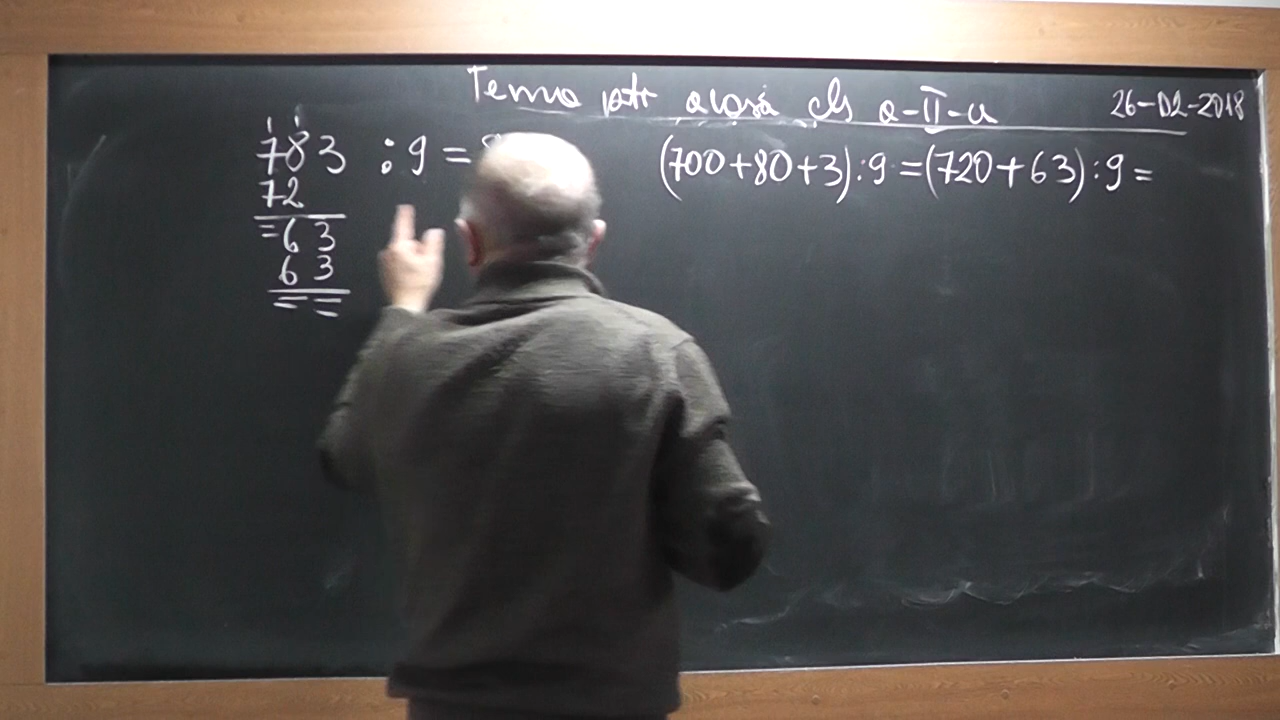 Tema ptr acasă cls a-II-a 26-02-2018
783 :9 = (700+80+3):9 =(720+63):9 =
72
=63
63
==